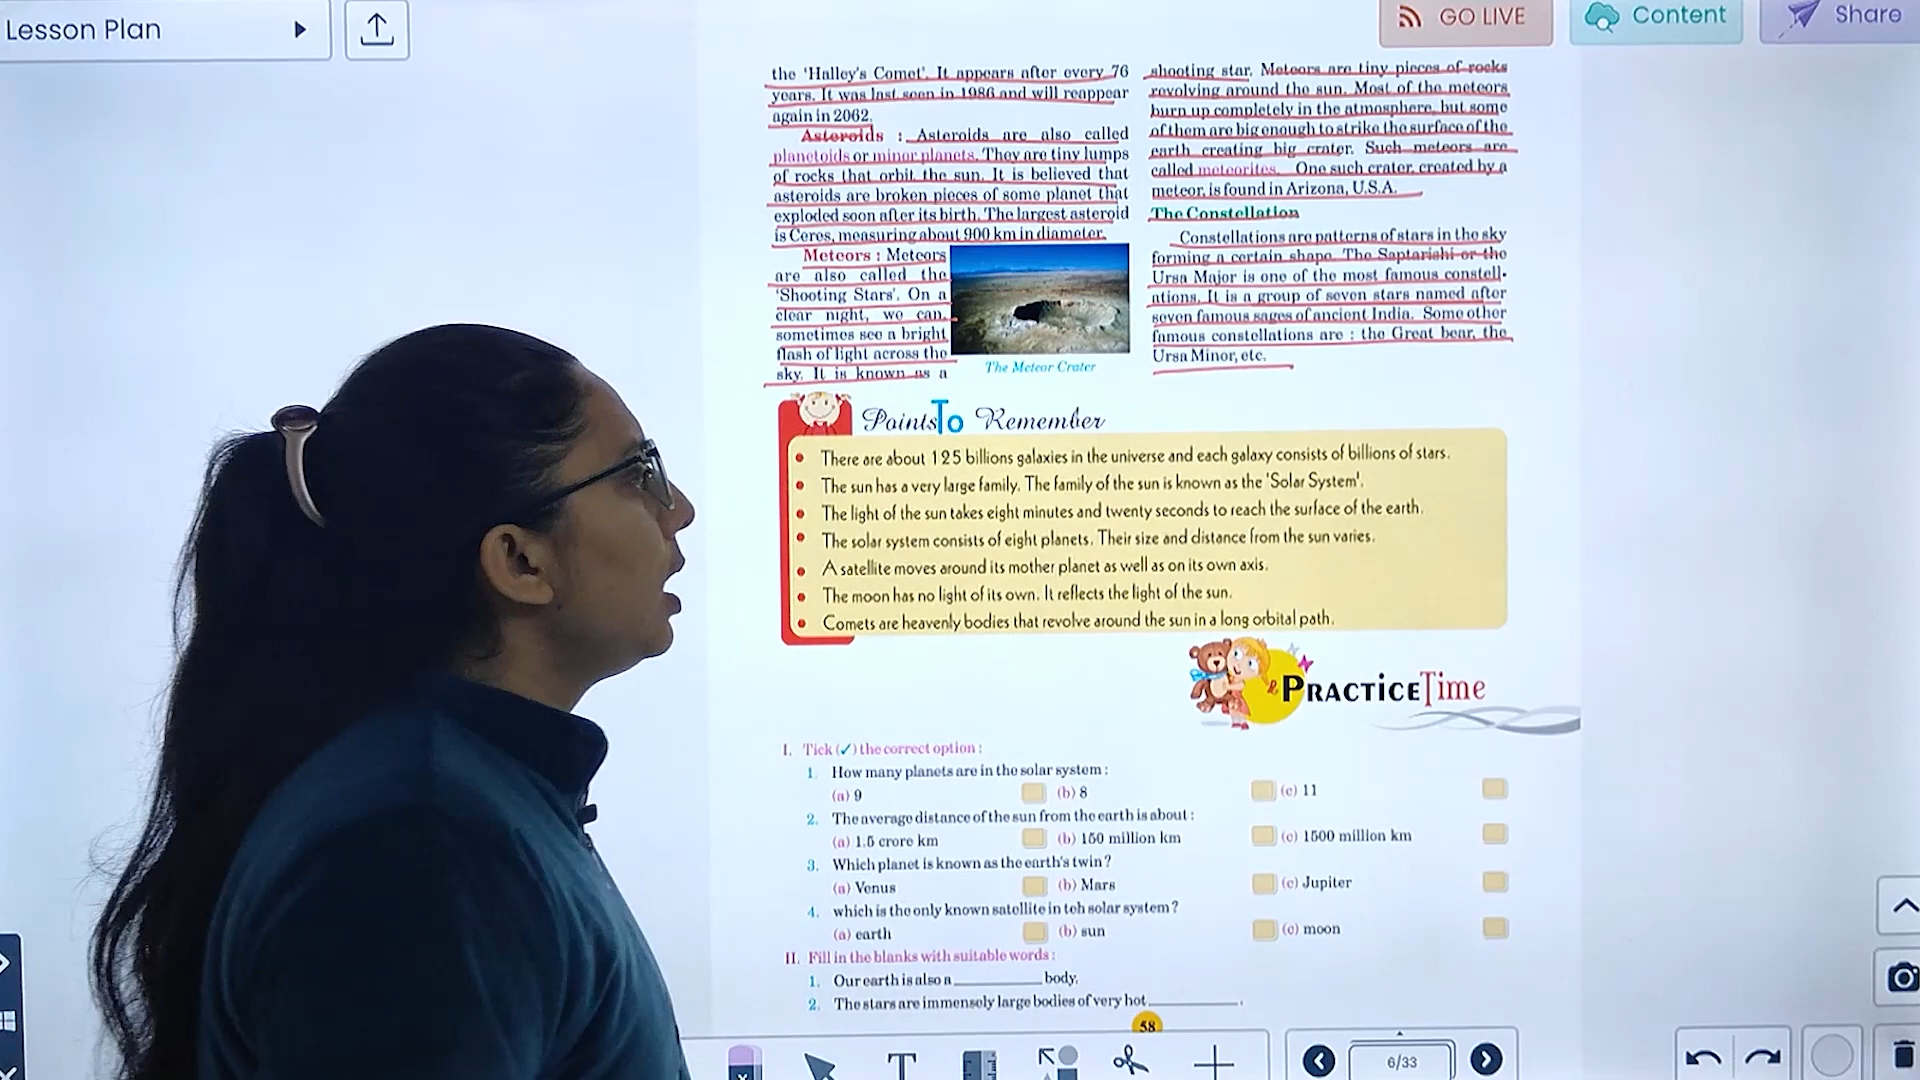 Lesson Plan
GO LIVE
Content
Share
the 'Halley's Comet'. It appears after every 76
years. It was last seen in 1986 and will reappear
again in 2062.
Asteroids : Asteroids are also called
planetoids or minor planets. They are tiny lumps
of rocks that orbit the sun. It is believed that
asteroids are broken pieces of some planet that
exploded soon after its birth. The largest asteroid
is Ceres, measuring about 900 km in diameter.
Meteors : Meteors
are also called the
'Shooting Stars'. On a
clear night, we can
sometimes see a bright
flash of light across the
sky. It is known as a
The Meteor Crater
shooting star. Meteors are tiny pieces of rocks
revolving around the sun. Most of the meteors
burn up completely in the atmosphere, but some
of them are big enough to strike the surface of the
earth creating big crater. Such meteors are
called meteorites. One such crater, created by a
meteor, is found in Arizona, U.S.A.
The Constellation
Constellations are patterns of stars in the sky
forming a certain shape. The Saptarishi or the
Ursa Major is one of the most famous constell-
ations. It is a group of seven stars named after
seven famous sages of ancient India. Some other
famous constellations are : the Great bear, the
Ursa Minor, etc.
Points To Remember
There are about 125 billions galaxies in the universe and each galaxy consists of billions of stars.
The sun has a very large family. The family of the sun is known as the 'Solar System'.
The light of the sun takes eight minutes and twenty seconds to reach the surface of the earth.
The solar system consists of eight planets. Their size and distance from the sun varies.
A satellite moves around its mother planet as well as on its own axis.
The moon has no light of its own. It reflects the light of the sun.
Comets are heavenly bodies that revolve around the sun in a long orbital path.
PRACTiCE Time
I. Tick (✓) the correct option :
1. How many planets are in the solar system :
(a) 9 (b) 8 (c) 11
2. The average distance of the sun from the earth is about :
(a) 1.5 crore km (b) 150 million km (c) 1500 million km
3. Which planet is known as the earth's twin ?
(a) Venus (b) Mars (c) Jupiter
4. which is the only known satellite in teh solar system ?
(a) earth (b) sun (c) moon
II. Fill in the blanks with suitable words :
1. Our earth is also a __________ body.
2. The stars are immensely large bodies of very hot __________ .
58
T
6/33